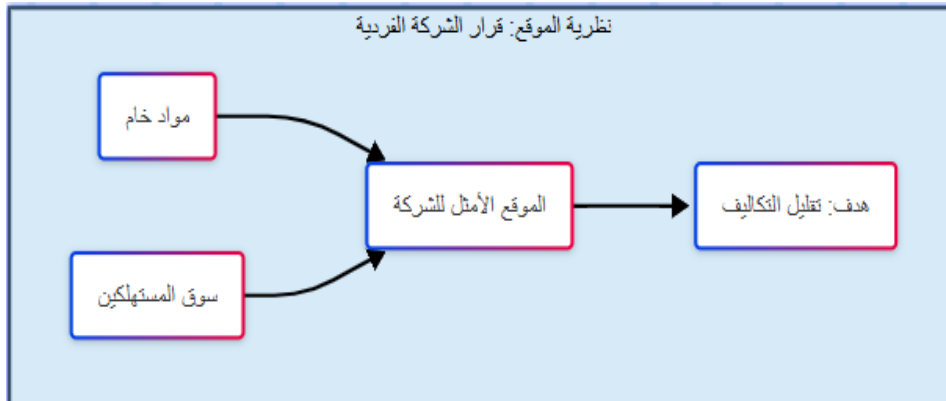 نظرية الموقع: قرار الشركة الفردية
مواد خام
سوق المستهلكين
الموقع الأمثل للشركة
هدف: تقليل التكاليف